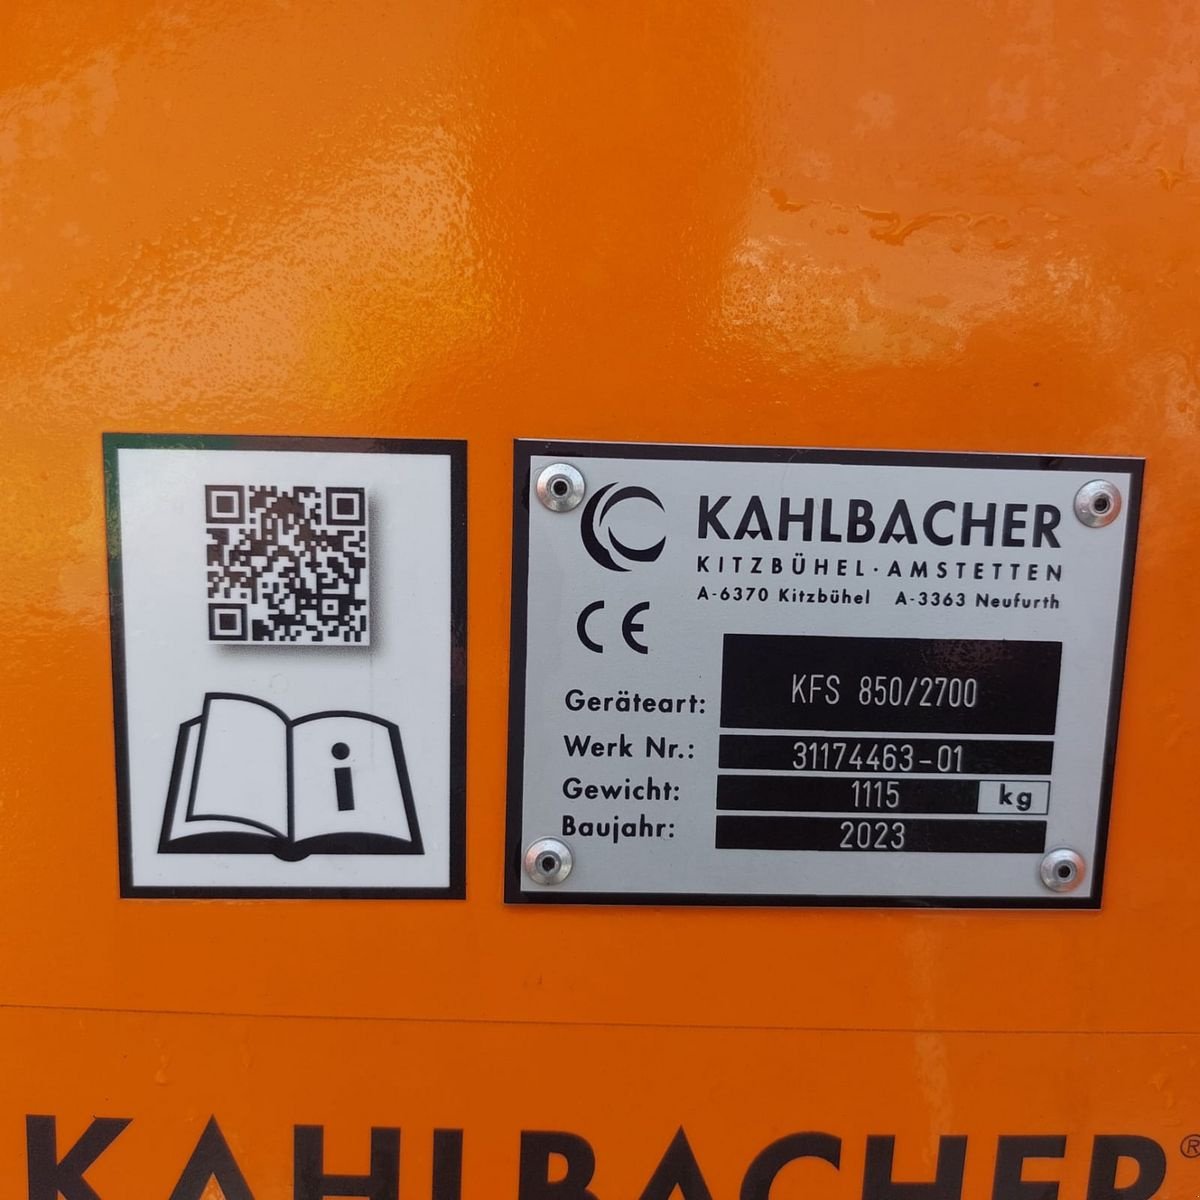 KAHLBACHER
KITZBÜHEL·AMSTETTEN
A-6370 Kitzbühel A-3363 Neufurth
CE
Geräteart: KFS 850/2700
Werk Nr.: 31174463-01
Gewicht: 1115 kg
Baujahr: 2023
i
KAHLBACHER®